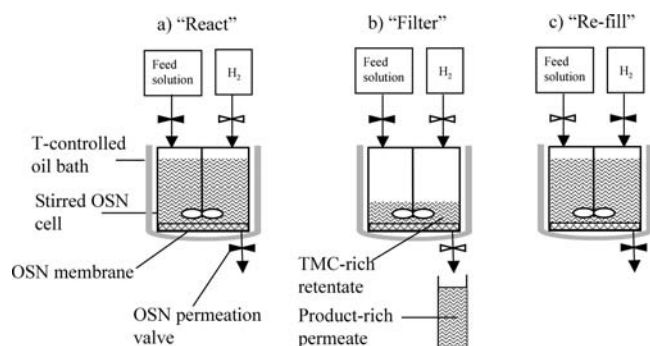 a) “React”
b) “Filter”
c) “Re-fill”
Feed
solution
H2
Feed
solution
H2
Feed
solution
H2
T-controlled
oil bath
Stirred OSN
cell
OSN membrane
OSN permeation
valve
TMC-rich
retentate
Product-rich
permeate